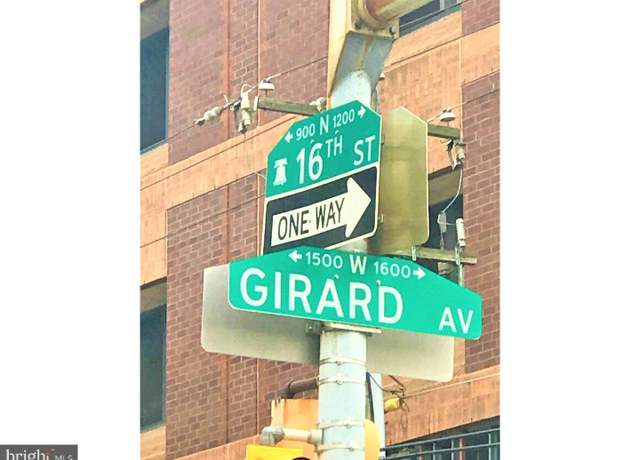 ← 900 N 1200 →
16TH ST
ONE WAY
← 1500 W 1600 →
GIRARD AV
bright MLS